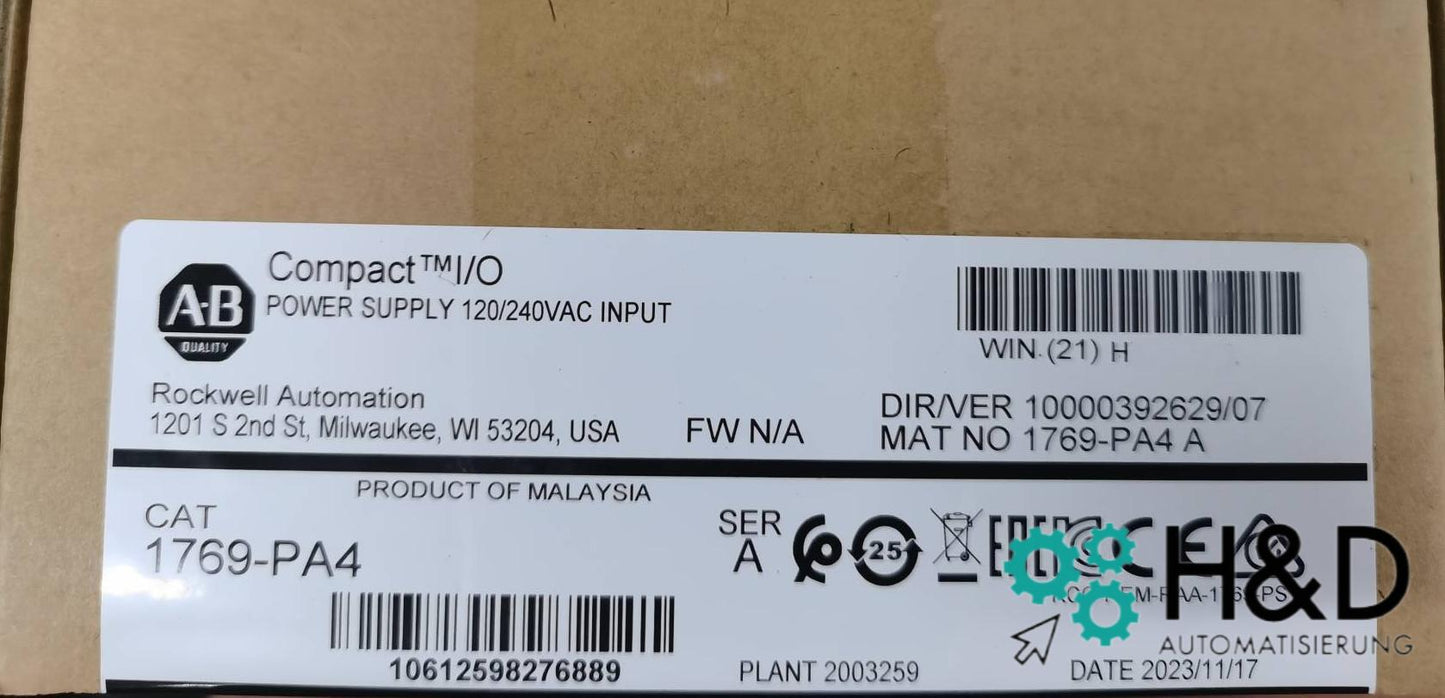 Compact™I/O
POWER SUPPLY 120/240VAC INPUT
A-B
QUALITY
WIN (21) H
Rockwell Automation
1201 S 2nd St, Milwaukee, WI 53204, USA
FW N/A
DIR/VER 10000392629/07
MAT NO 1769-PA4 A
PRODUCT OF MALAYSIA
CAT
1769-PA4
SER
A
25
EAC
CE
10612598276889
PLANT 2003259
DATE 2023/11/17
H&D
AUTOMATISIERUNG